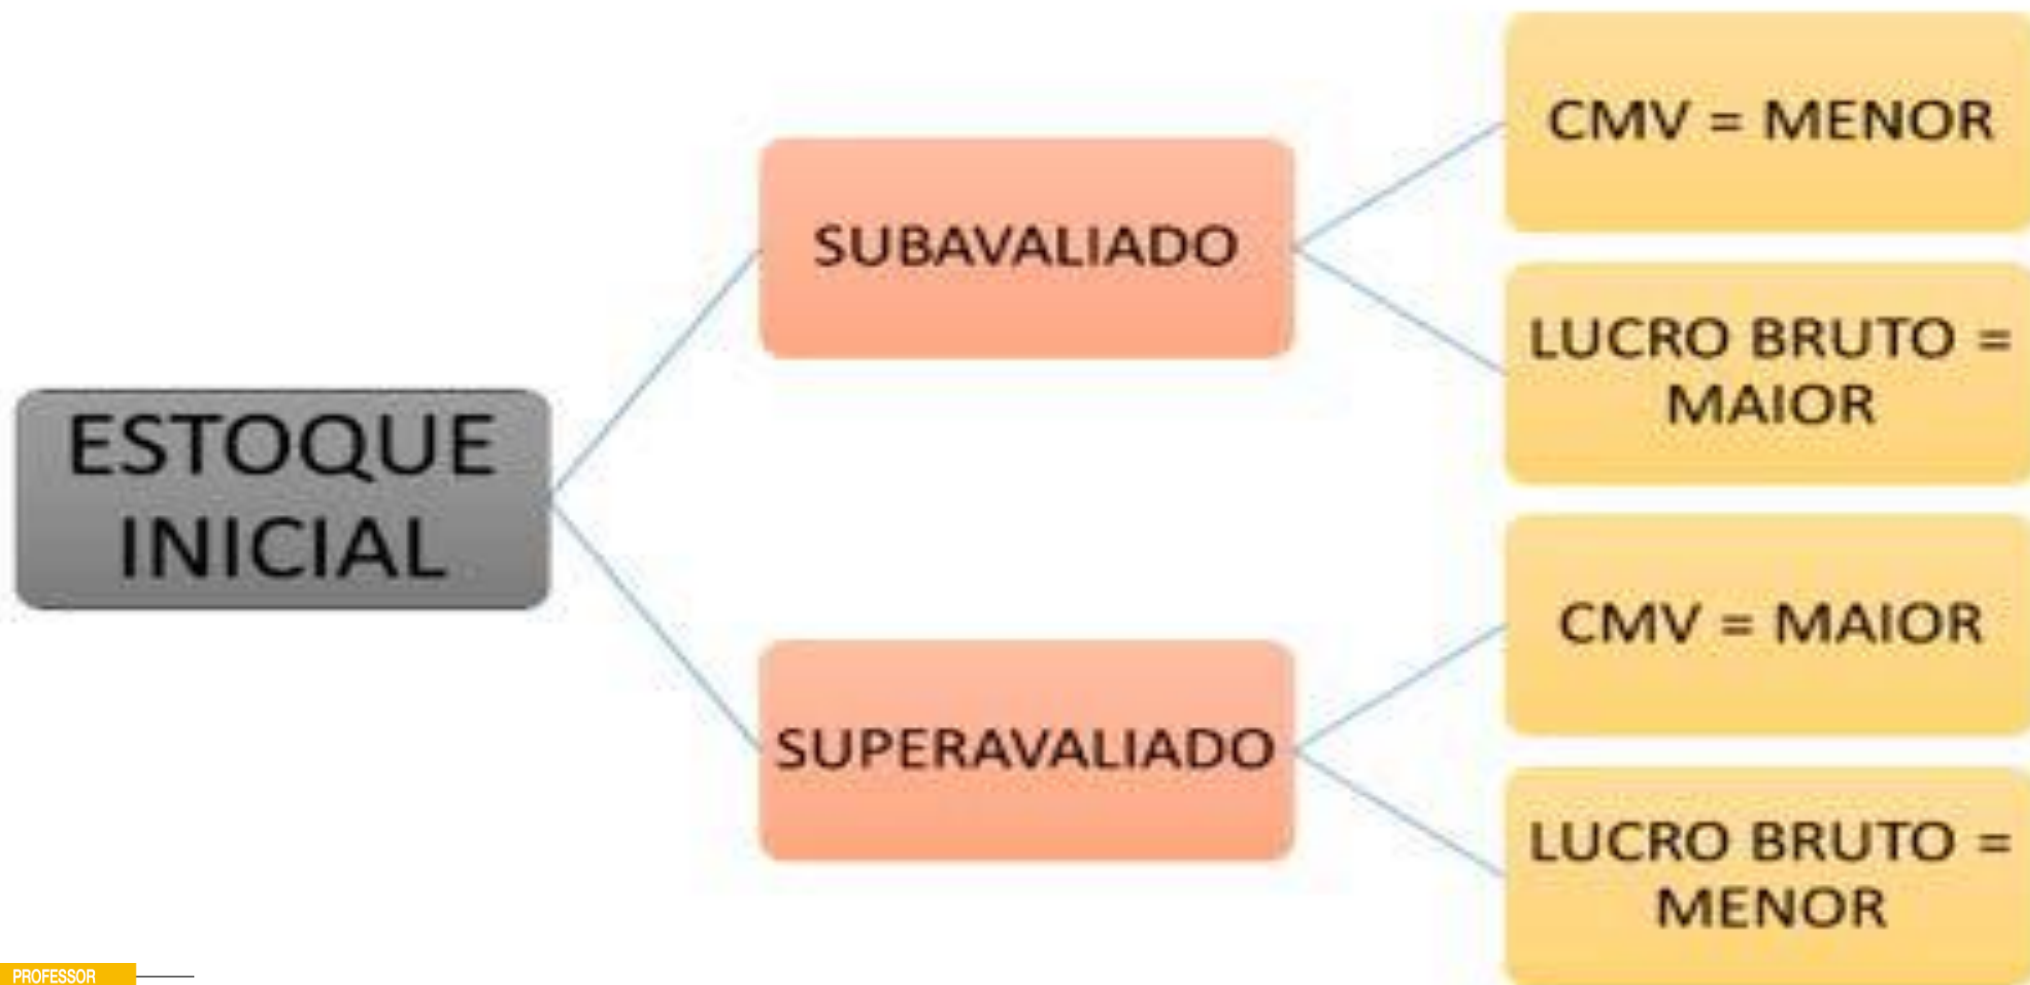 ESTOQUE
INICIAL
SUBAVALIADO
CMV = MENOR
LUCRO BRUTO =
MAIOR
SUPERAVALIADO
CMV = MAIOR
LUCRO BRUTO =
MENOR
PROFESSOR